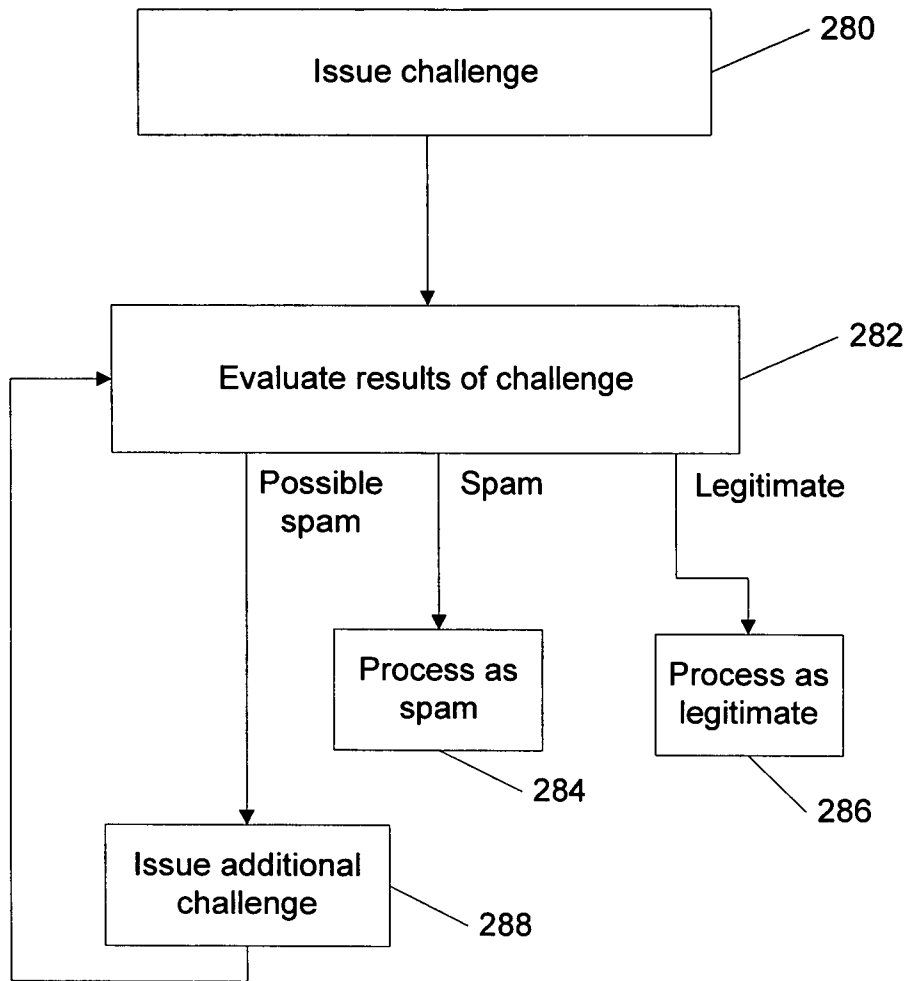 280
Issue challenge
282
Evaluate results of challenge
Possible
spam
Spam
Legitimate
Process as
spam
284
Process as
legitimate
286
Issue additional
challenge
288